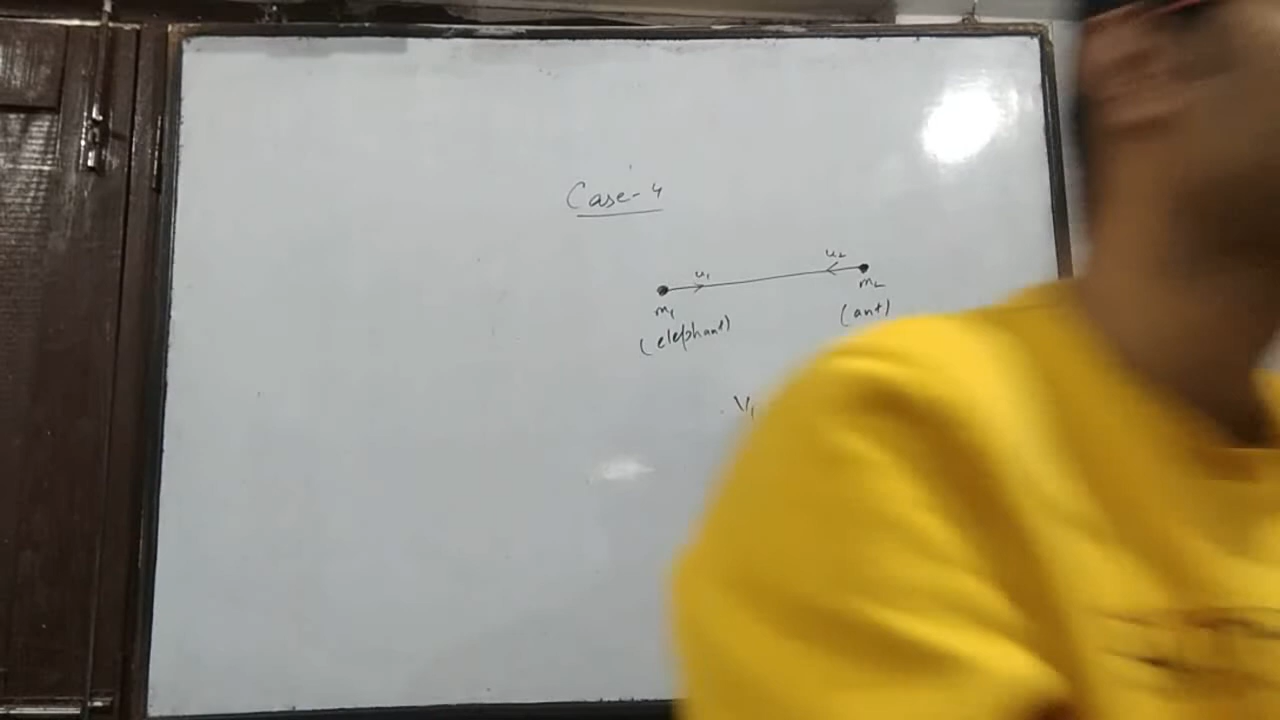 Case-4
u₁ u₂
m₁ m₂
(elephant) (ant)
V₁